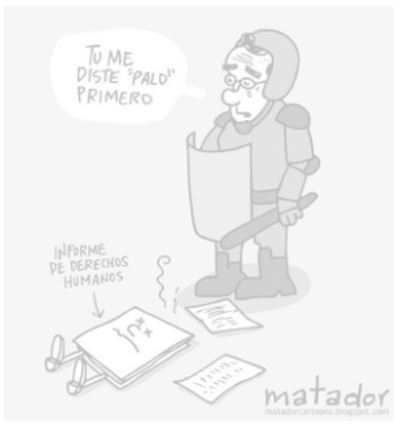 TU ME
DISTE "PALO"
PRIMERO
INFORME
DE DERECHOS
HUMANOS
matador
matadorcartoons.blogspot.com